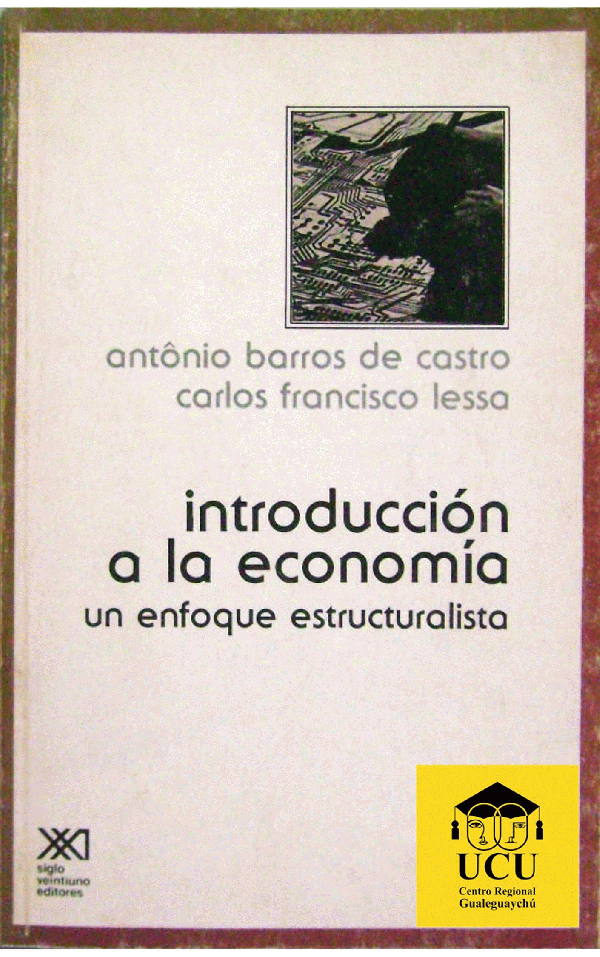 antônio barros de castro
carlos francisco lessa
introducción
a la economía
un enfoque estructuralista
siglo
veintiuno
editores
UCU
Centro Regional
Gualeguaychú